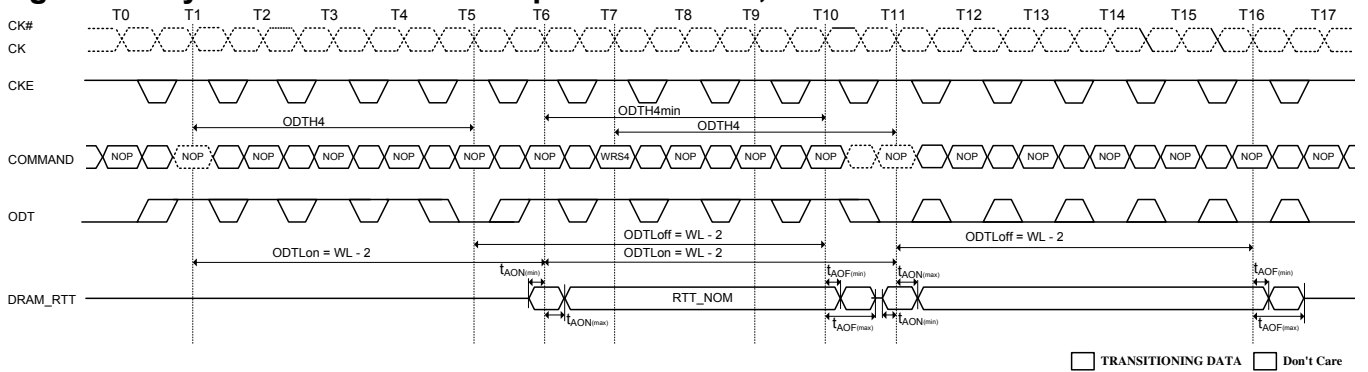 T0 T1 T2 T3 T4 T5 T6 T7 T8 T9 T10 T11 T12 T13 T14 T15 T16 T17
CK#
CK
CKE
ODTH4min
ODTH4 ODTH4
COMMAND NOP NOP NOP NOP NOP NOP NOP WRS4 NOP NOP NOP NOP NOP NOP NOP NOP NOP NOP
ODT
ODTLoff = WL - 2 ODTLoff = WL - 2
ODTLon = WL - 2 ODTLon = WL - 2
tAON(min) tAOF(min) tAON(max) tAOF(min)
DRAM_RTT RTT_NOM
tAON(max) tAOF(max) tAON(min) tAOF(max)
TRANSITIONING DATA Don't Care